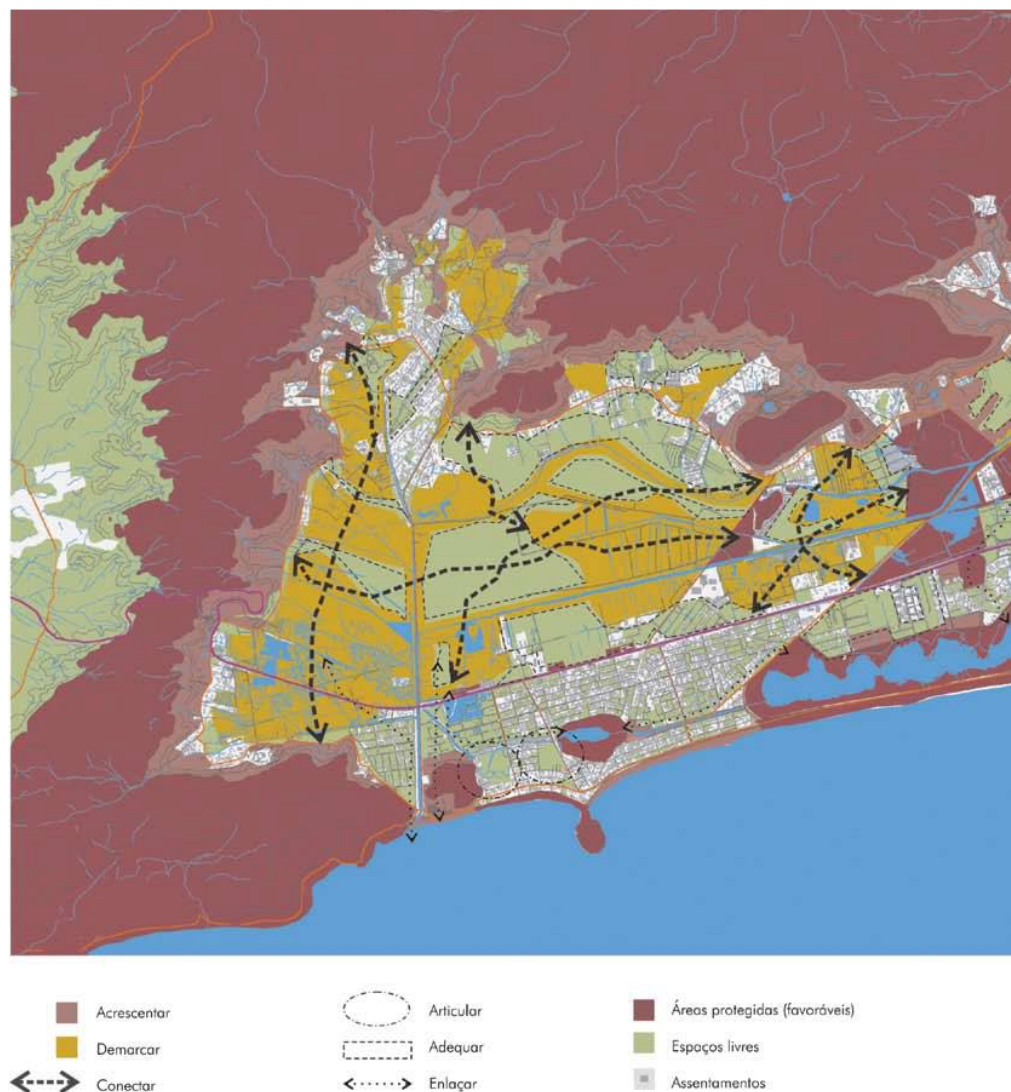 Acrescentar
Demarcar
Conectar
Articular
Adequar
Enlaçar
Áreas protegidas (favoráveis)
Espaços livres
Assentamentos